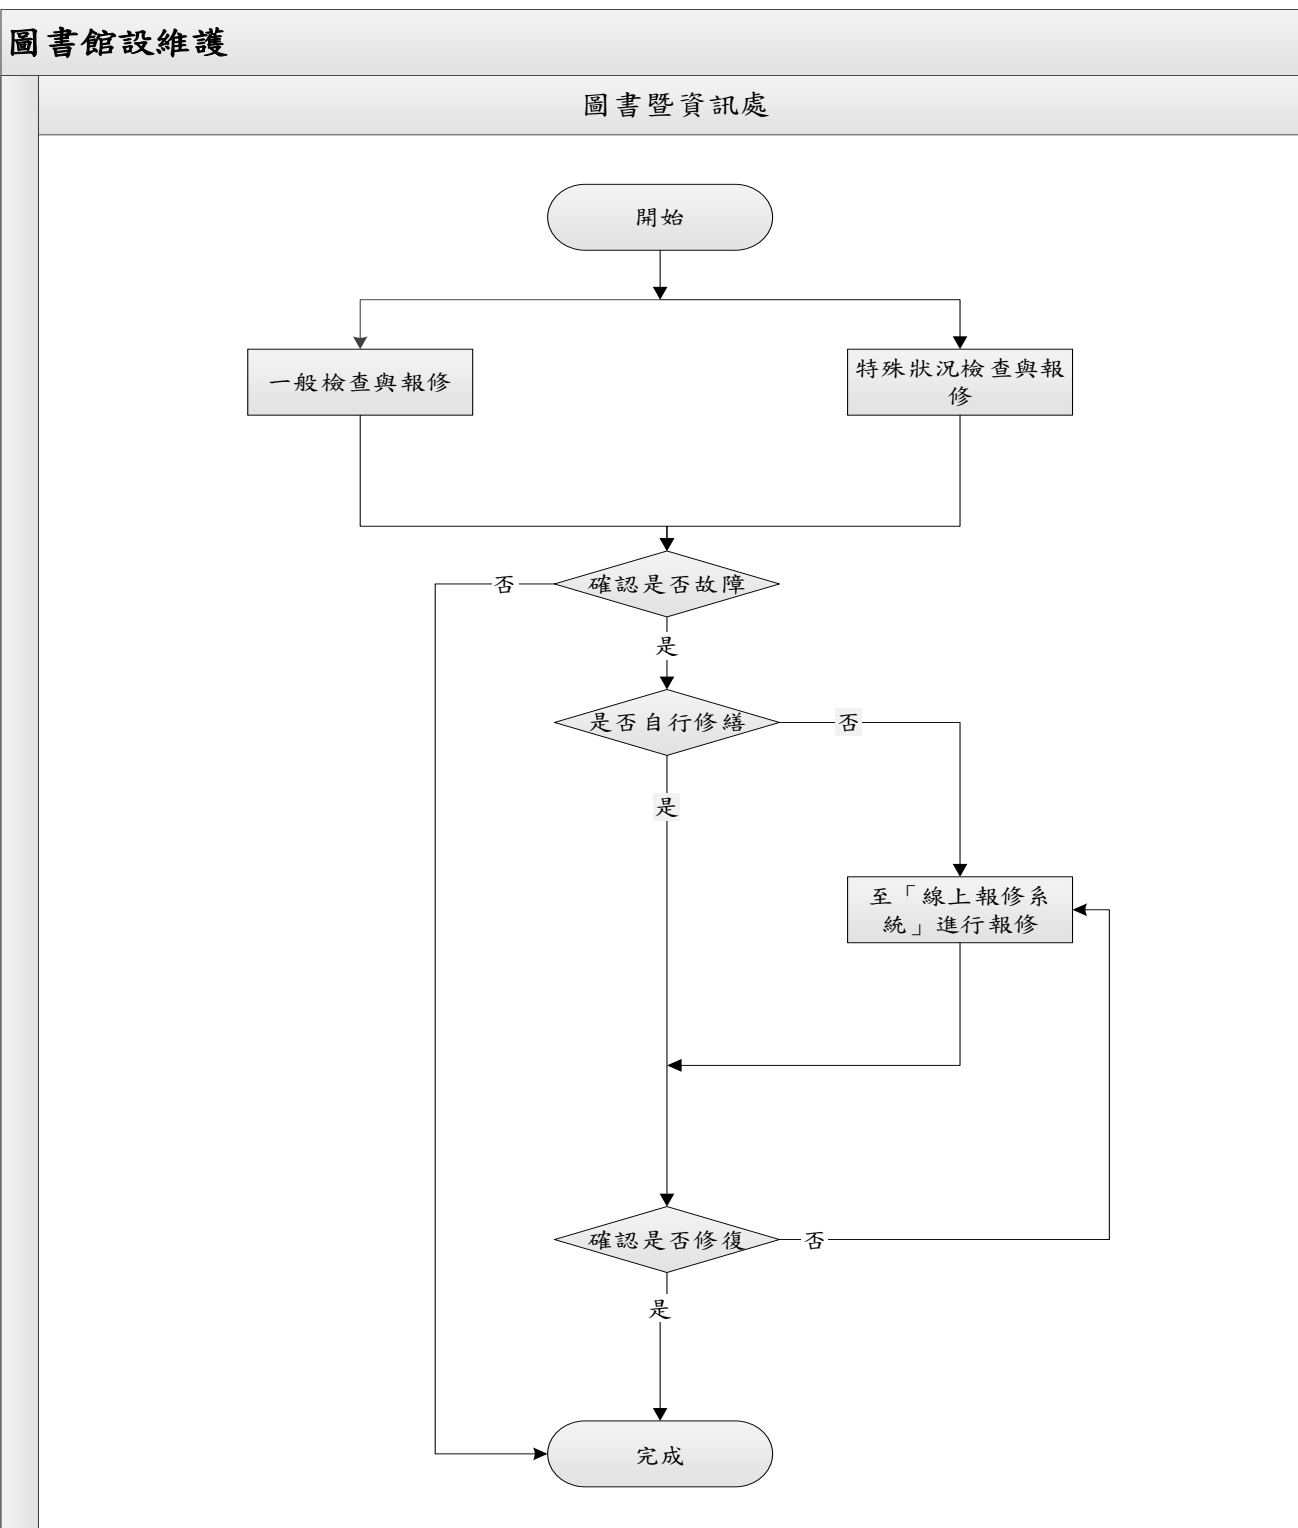 圖書館設維護
圖書暨資訊處
開始
一般檢查與報修
特殊狀況檢查與報
修
確認是否故障
否
是
是否自行修繕
否
是
至「線上報修系
統」進行報修
確認是否修復
否
是
完成